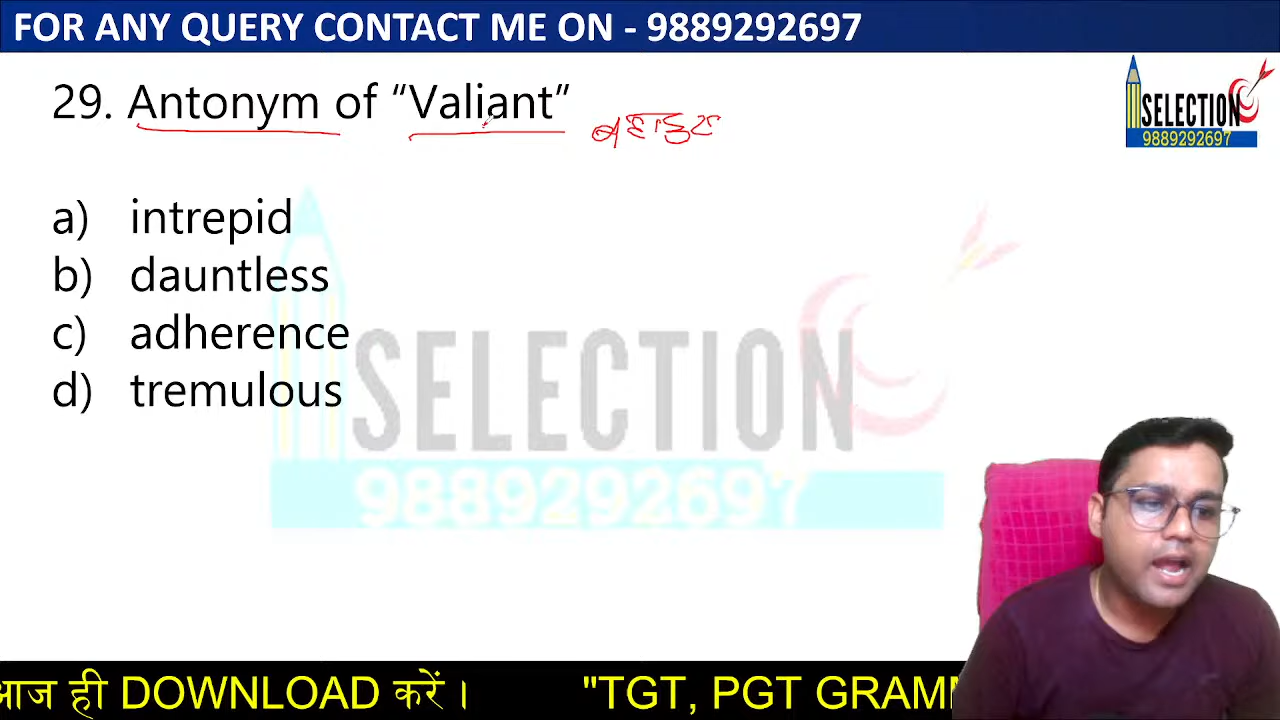 FOR ANY QUERY CONTACT ME ON - 9889292697
SELECTION
9889292697
29. Antonym of “Valiant”
बहादुर
a) intrepid
b) dauntless
c) adherence
d) tremulous
SELECTION
9889292697
आज ही DOWNLOAD करें। "TGT, PGT GRAMM